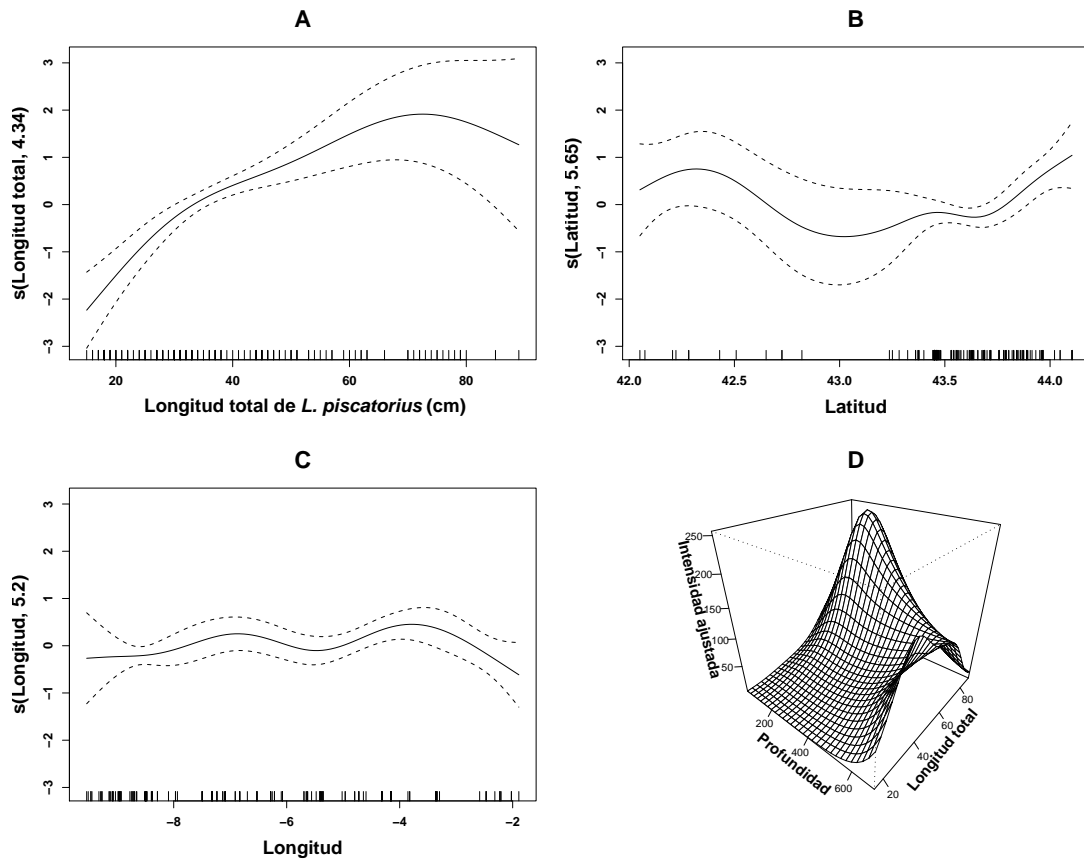 A
s(Longitud total, 4.34)
3
2
1
0
-1
-2
-3
20 40 60 80
Longitud total de L. piscatorius (cm)
B
s(Latitud, 5.65)
3
2
1
0
-1
-2
-3
42.0 42.5 43.0 43.5 44.0
Latitud
C
s(Longitud, 5.2)
3
2
1
0
-1
-2
-3
-8 -6 -4 -2
Longitud
D
Intensidad ajustada
250
200
150
100
50
Profundidad
200
400
600
Longitud total
20
40
60
80